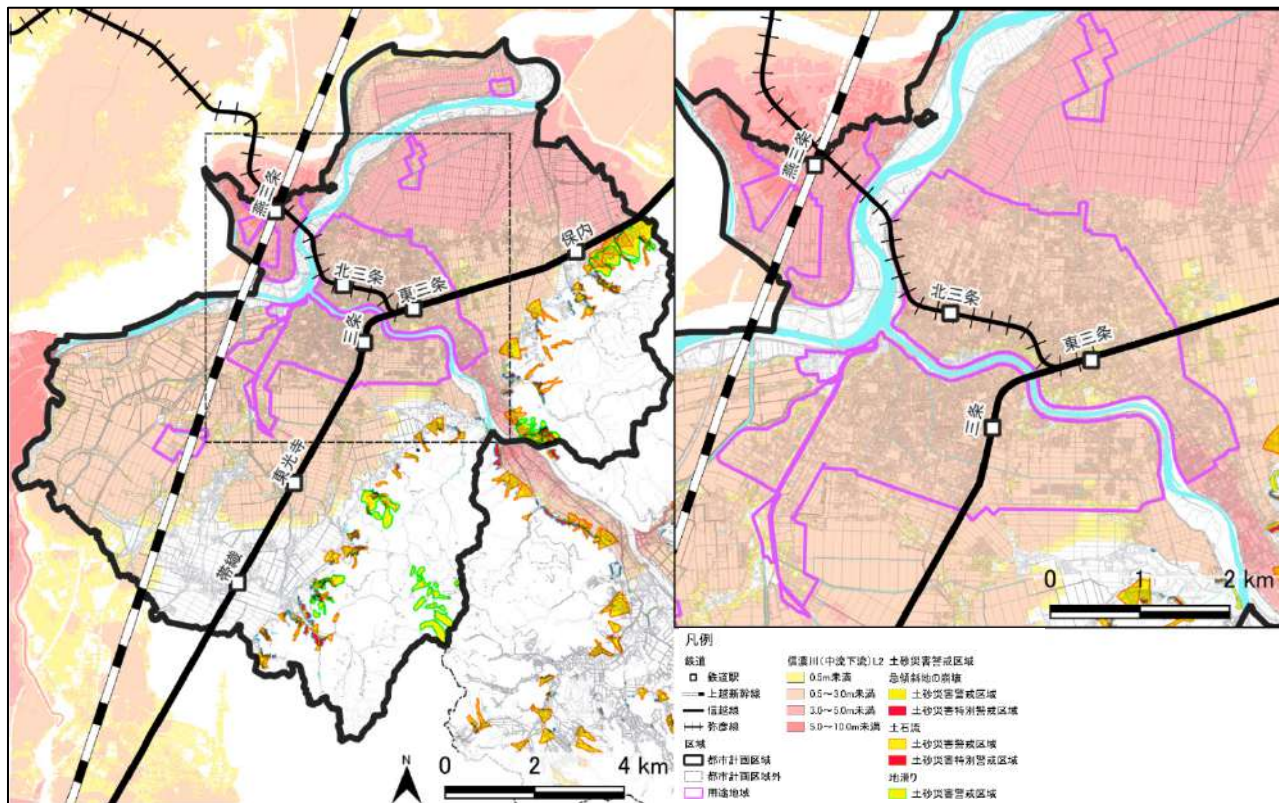 燕三条
保内
北三条
東三条
三条
東光寺
帯織
N
0 2 4 km
燕三条
北三条
東三条
三条
0 1 2 km
凡例
鉄道
鉄道駅
上越新幹線
信越線
弥彦線
区域
都市計画区域
都市計画区域外
用途地域
信濃川(中流下流)L2
0.5m未満
0.5～3.0m未満
3.0～5.0m未満
5.0～10.0m未満
土砂災害警戒区域
急傾斜地の崩壊
土砂災害警戒区域
土砂災害特別警戒区域
土石流
土砂災害警戒区域
土砂災害特別警戒区域
地滑り
土砂災害警戒区域